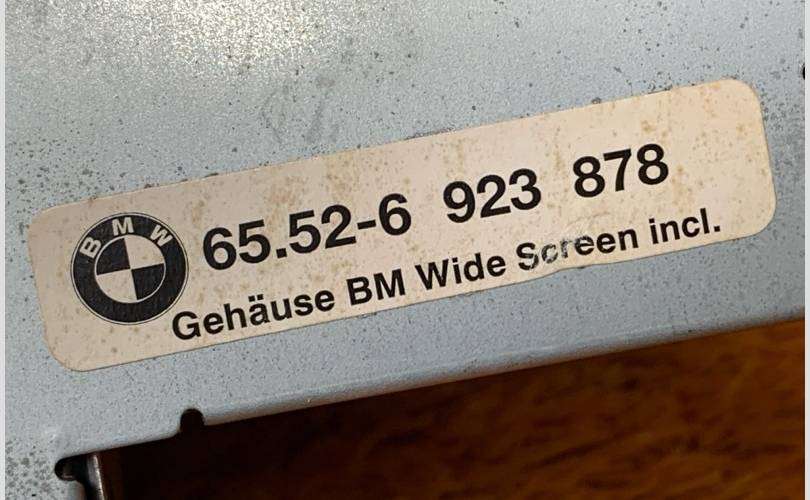 BMW
65.52-6 923 878
Gehäuse BM Wide Screen incl.